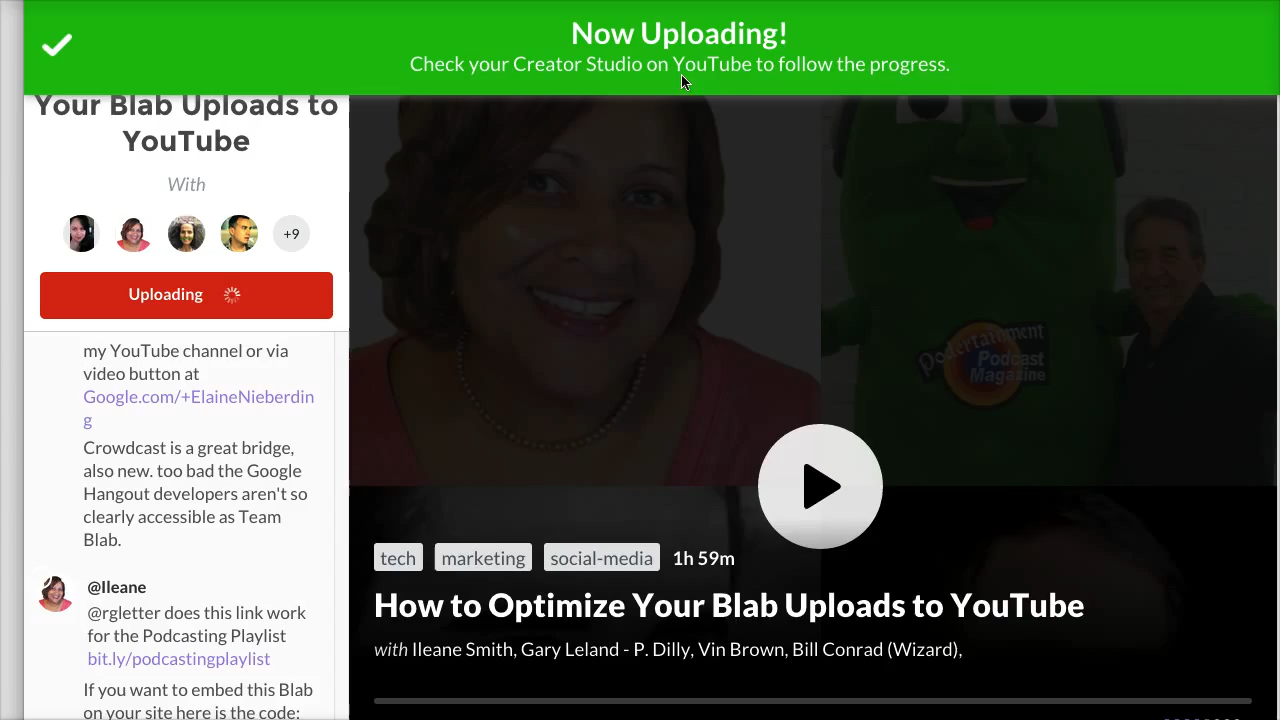 Now Uploading!
Check your Creator Studio on YouTube to follow the progress.
Your Blab Uploads to
YouTube
With
+9
Uploading
my YouTube channel or via
video button at
Google.com/+ElaineNieberdin
g
Crowdcast is a great bridge,
also new. too bad the Google
Hangout developers aren't so
clearly accessible as Team
Blab.
@Ileane
@rgletter does this link work
for the Podcasting Playlist
bit.ly/podcastingplaylist
If you want to embed this Blab
on your site here is the code:
Podertainment
Podcast
Magazine
tech marketing social-media 1h 59m
How to Optimize Your Blab Uploads to YouTube
with Ileane Smith, Gary Leland - P. Dilly, Vin Brown, Bill Conrad (Wizard),